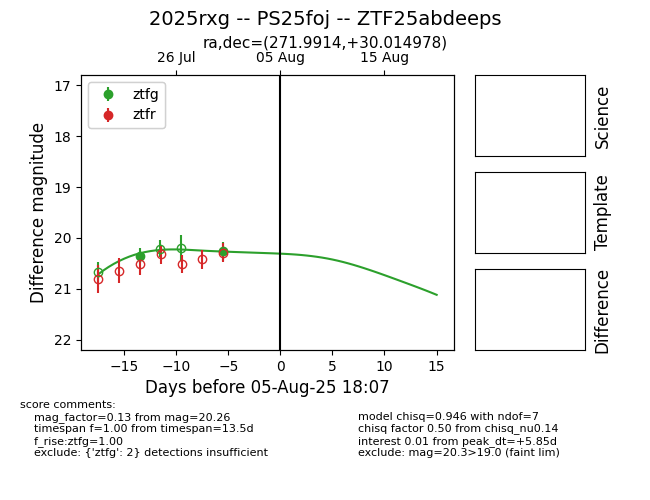 2025rxg -- PS25foj -- ZTF25abdeeps
ra,dec=(271.9914,+30.014978)
26 Jul 05 Aug 15 Aug
ztfg
ztfr
17
18
19
20
21
22
Difference magnitude
−15 −10 −5 0 5 10 15
Days before 05-Aug-25 18:07
Science
Template
Difference
score comments:
mag_factor=0.13 from mag=20.26
timespan f=1.00 from timespan=13.5d
f_rise:ztfg=1.00
exclude: {'ztfg': 2} detections insufficient
model chisq=0.946 with ndof=7
chisq factor 0.50 from chisq_nu0.14
interest 0.01 from peak_dt=+5.85d
exclude: mag=20.3>19.0 (faint lim)